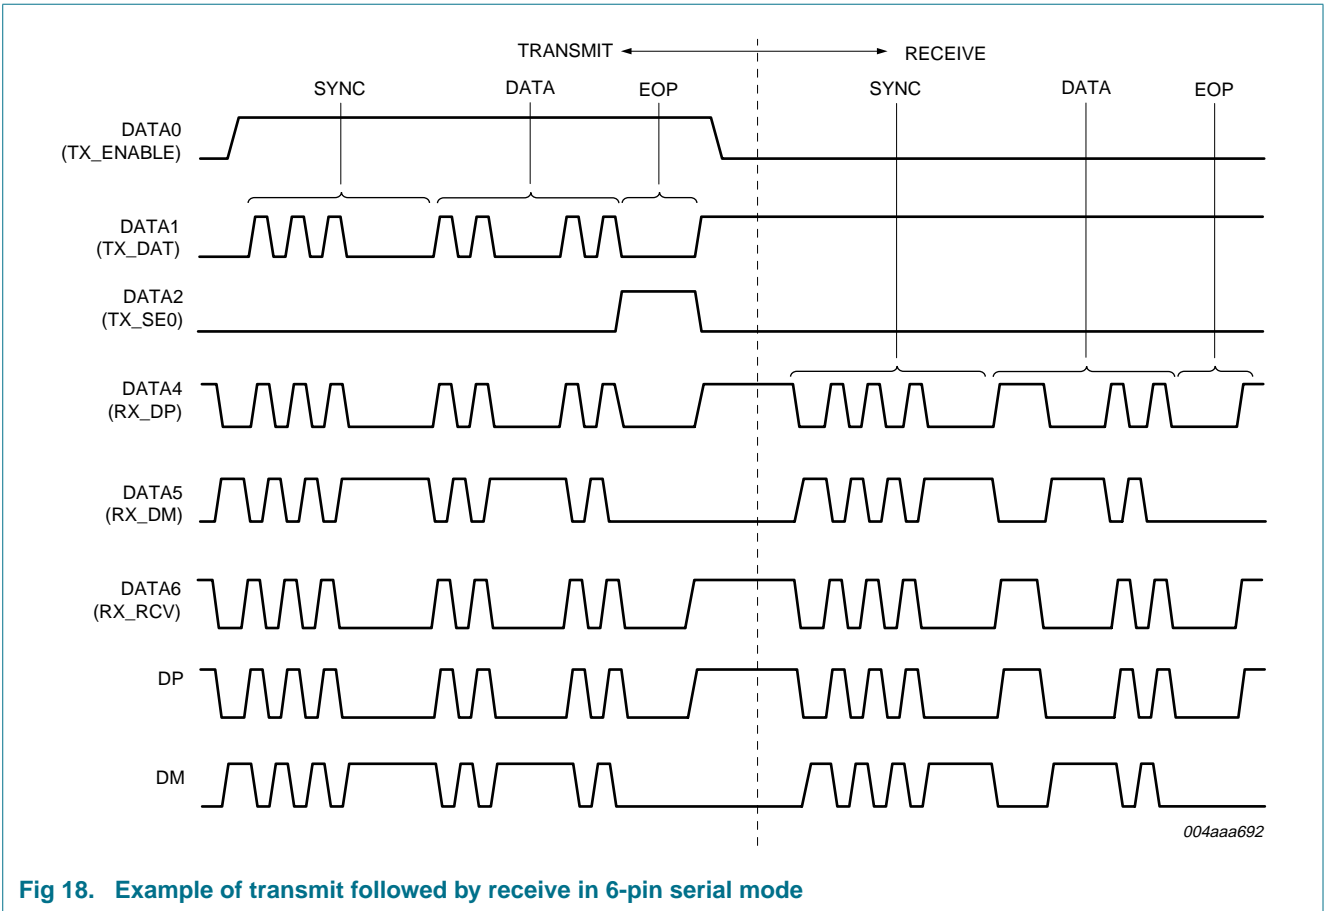 TRANSMIT
RECEIVE
SYNC
DATA
EOP
SYNC
DATA
EOP
DATA0
(TX_ENABLE)
DATA1
(TX_DAT)
DATA2
(TX_SE0)
DATA4
(RX_DP)
DATA5
(RX_DM)
DATA6
(RX_RCV)
DP
DM
004aaa692
Fig 18. Example of transmit followed by receive in 6-pin serial mode